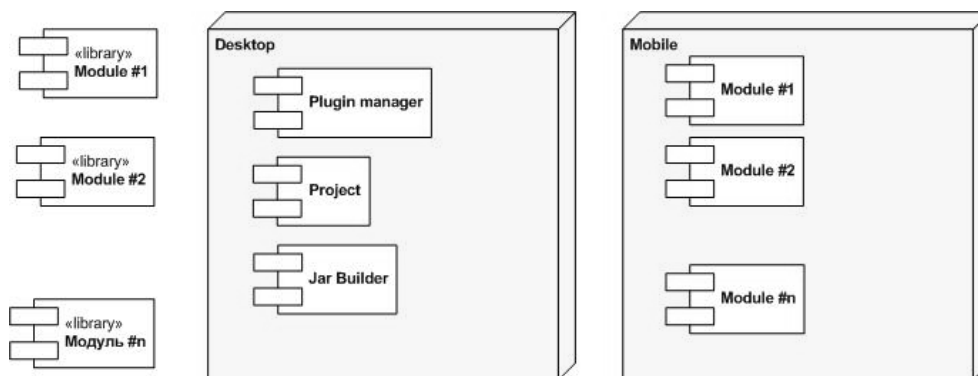 «library»
Module #1
«library»
Module #2
«library»
Модуль #n
Desktop
Plugin manager
Project
Jar Builder
Mobile
Module #1
Module #2
Module #n